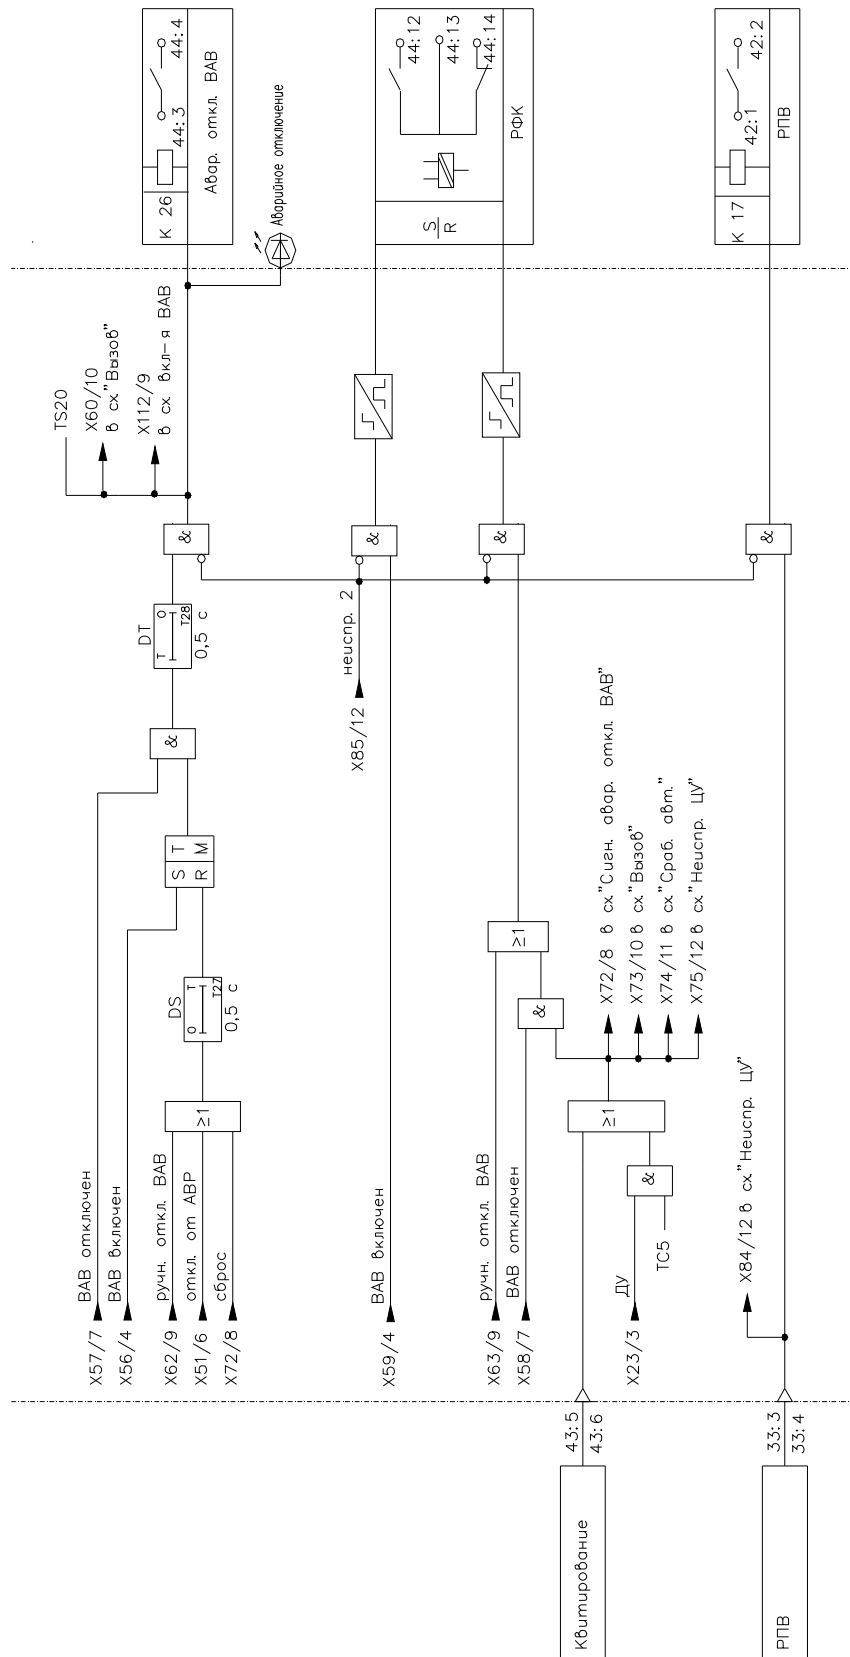 44:4
44:3
К 26
Авар. откл. ВАВ
Аварийное отключение
44:12
44:13
44:14
S
R
РФК
42:2
42:1
К 17
РПВ
TS20
X60/10
в сх."Вызов"
X112/9
в сх. вкл-я ВАВ
&
&
&
&
DT
T O
T28
0,5 с
неиспр. 2
X85/12
&
S T
R M
DS
O T
T27
0,5 с
≥1
≥1
&
X72/8 в сх."Сигн. авар. откл. ВАВ"
X73/10 в сх."Вызов"
X74/11 в сх."Сраб. авт."
X75/12 в сх."Неиспр. ЦУ"
≥1
&
ТС5
X84/12 в сх."Неиспр. ЦУ"
ВАВ отключен
X57/7
ВАВ включен
X56/4
ручн. откл. ВАВ
X62/9
откл. от АВР
X51/6
сброс
X72/8
ВАВ включен
X59/4
ручн. откл. ВАВ
X63/9
ВАВ отключен
X58/7
ДУ
X23/3
43:5
43:6
Квитирование
33:3
33:4
РПВ